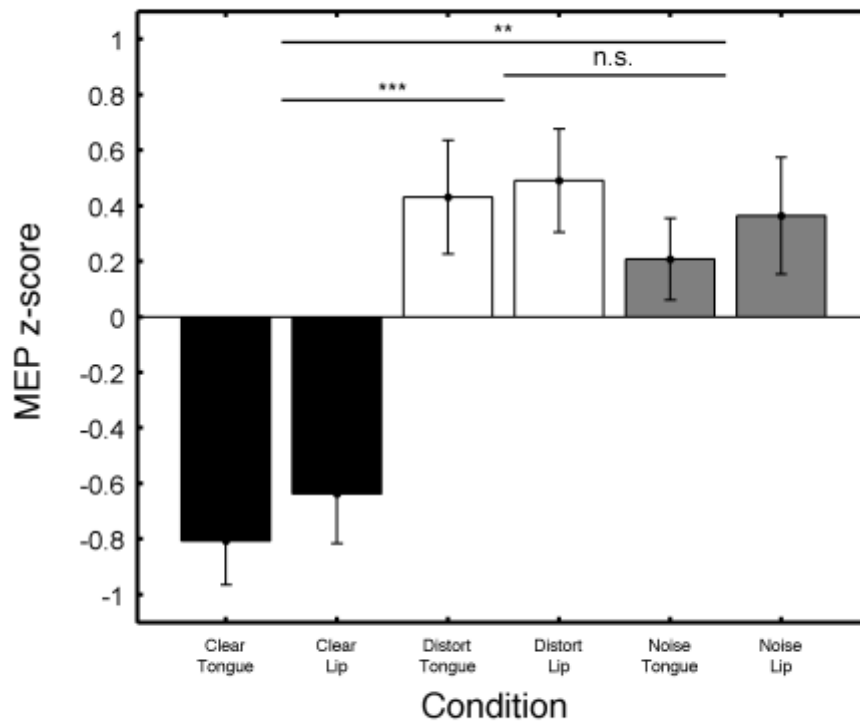 **
n.s.
***
1
0.8
0.6
0.4
0.2
0
-0.2
-0.4
-0.6
-0.8
-1
MEP z-score
Clear
Tongue
Clear
Lip
Distort
Tongue
Distort
Lip
Noise
Tongue
Noise
Lip
Condition